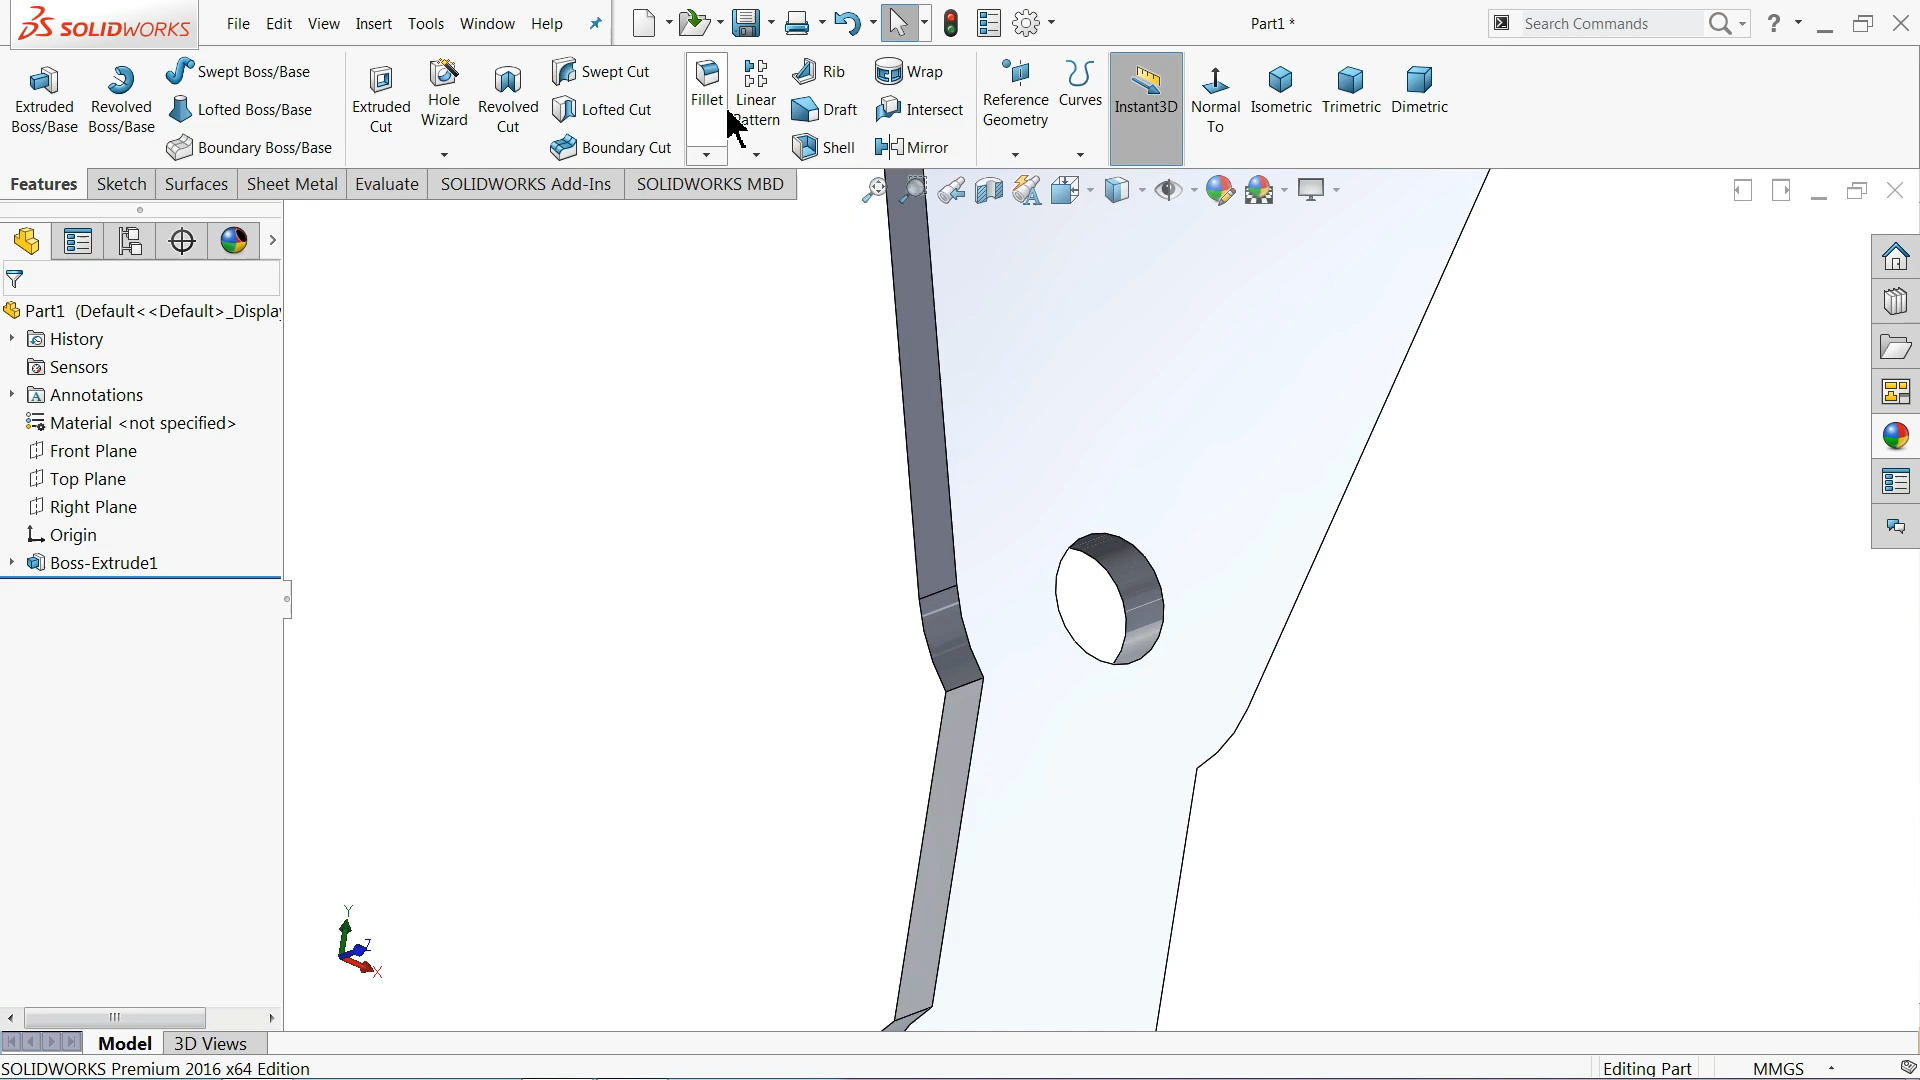 SOLIDWORKS
File Edit View Insert Tools Window Help
Part1 *
Search Commands
?
Extruded Boss/Base
Revolved Boss/Base
Swept Boss/Base
Lofted Boss/Base
Boundary Boss/Base
Extruded Cut
Hole Wizard
Revolved Cut
Swept Cut
Lofted Cut
Boundary Cut
Fillet
Linear Pattern
Rib
Draft
Shell
Wrap
Intersect
Mirror
Reference Geometry
Curves
Instant3D
Normal To
Isometric
Trimetric
Dimetric
Features Sketch Surfaces Sheet Metal Evaluate SOLIDWORKS Add-Ins SOLIDWORKS MBD
Part1 (Default<<Default>_Displa
History
Sensors
Annotations
Material <not specified>
Front Plane
Top Plane
Right Plane
Origin
Boss-Extrude1
Y
Z
X
Model 3D Views
SOLIDWORKS Premium 2016 x64 Edition
Editing Part
MMGS